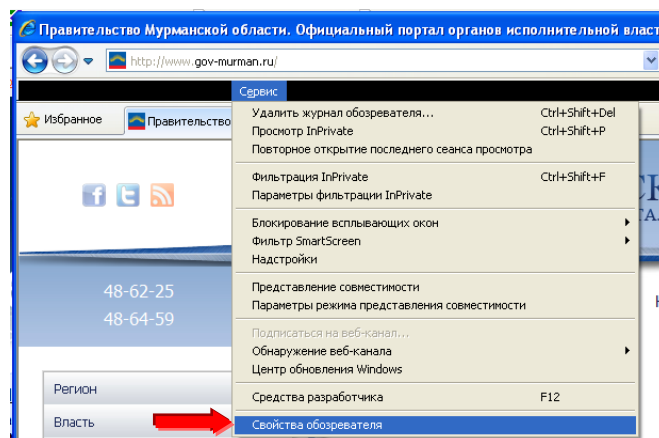 Правительство Мурманской области. Официальный портал органов исполнительной власт
http://www.gov-murman.ru/
Сервис
Избранное
Правительство
Удалить журнал обозревателя... Ctrl+Shift+Del
Просмотр InPrivate Ctrl+Shift+P
Повторное открытие последнего сеанса просмотра
Фильтрация InPrivate Ctrl+Shift+F
Параметры фильтрации InPrivate
Блокирование всплывающих окон
Фильтр SmartScreen
Надстройки
Представление совместимости
Параметры режима представления совместимости
Подписаться на веб-канал...
Обнаружение веб-канала
Центр обновления Windows
Средства разработчика F12
Свойства обозревателя
48-62-25
48-64-59
Регион
Власть